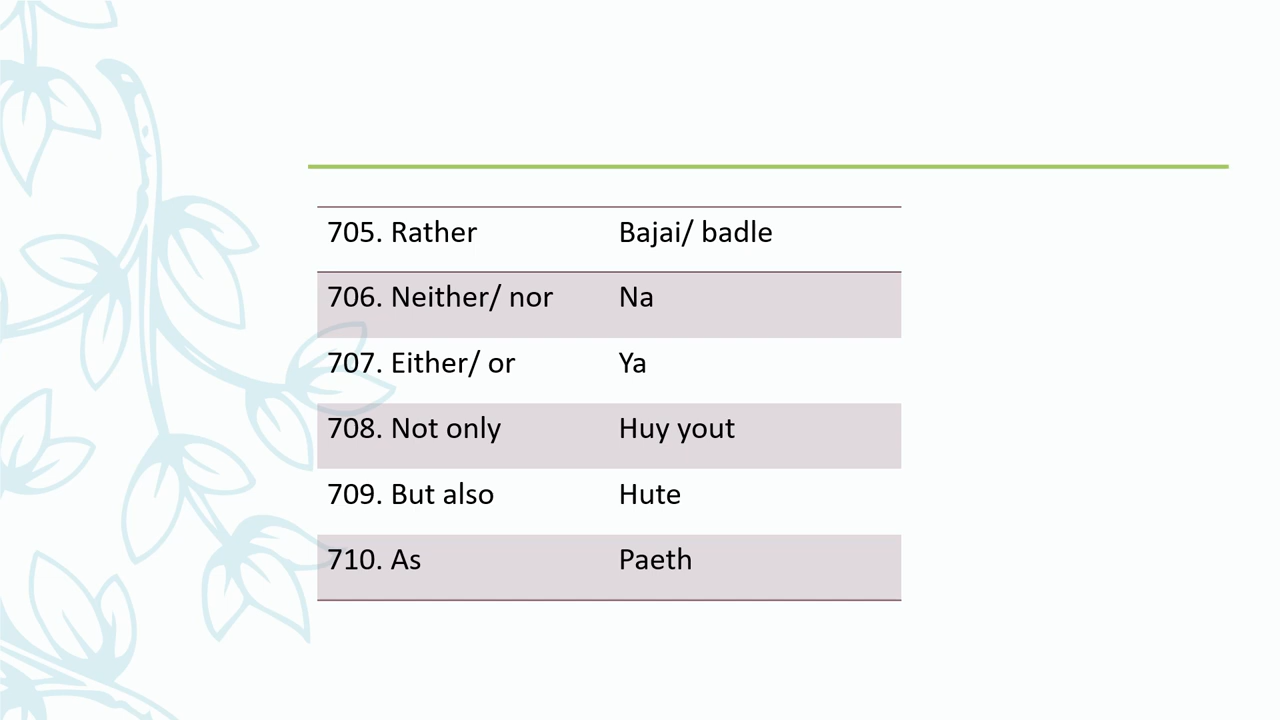 705. Rather Bajai/ badle
706. Neither/ nor Na
707. Either/ or Ya
708. Not only Huy yout
709. But also Hute
710. As Paeth